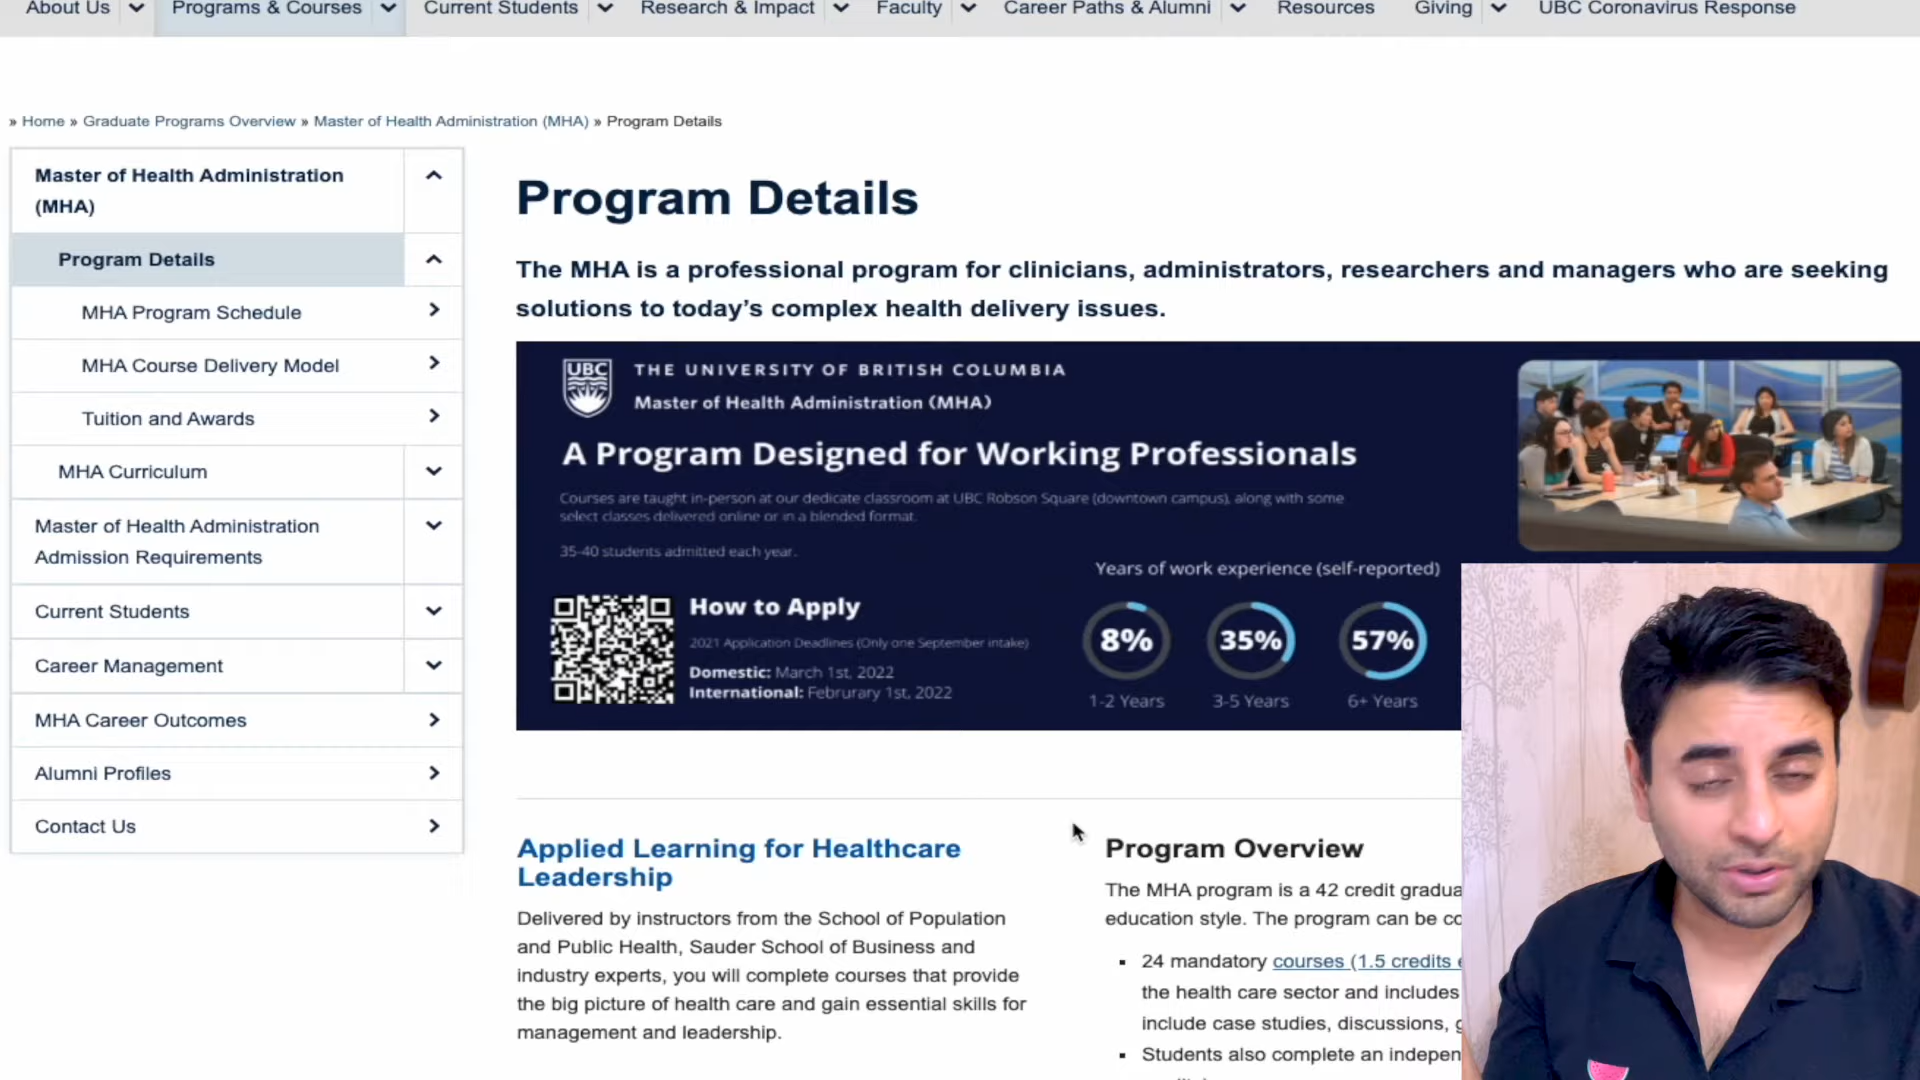 About Us
Programs & Courses
Current Students
Research & Impact
Faculty
Career Paths & Alumni
Resources
Giving
UBC Coronavirus Response
» Home » Graduate Programs Overview » Master of Health Administration (MHA) » Program Details
Master of Health Administration
(MHA)
Program Details
MHA Program Schedule
MHA Course Delivery Model
Tuition and Awards
MHA Curriculum
Master of Health Administration
Admission Requirements
Current Students
Career Management
MHA Career Outcomes
Alumni Profiles
Contact Us
Program Details
The MHA is a professional program for clinicians, administrators, researchers and managers who are seeking
solutions to today's complex health delivery issues.
UBC
THE UNIVERSITY OF BRITISH COLUMBIA
Master of Health Administration (MHA)
A Program Designed for Working Professionals
Courses are taught in-person at our dedicate classroom at UBC Robson Square (downtown campus), along with some
select classes delivered online or in a blended format.
35-40 students admitted each year.
How to Apply
2021 Application Deadlines (Only one September intake)
Domestic: March 1st, 2022
International: Februrary 1st, 2022
Years of work experience (self-reported)
8% 35% 57%
1-2 Years 3-5 Years 6+ Years
Applied Learning for Healthcare
Leadership
Delivered by instructors from the School of Population
and Public Health, Sauder School of Business and
industry experts, you will complete courses that provide
the big picture of health care and gain essential skills for
management and leadership.
Program Overview
The MHA program is a 42 credit gradua
education style. The program can be co
▪ 24 mandatory courses (1.5 credits e
the health care sector and includes
include case studies, discussions, g
▪ Students also complete an indepen